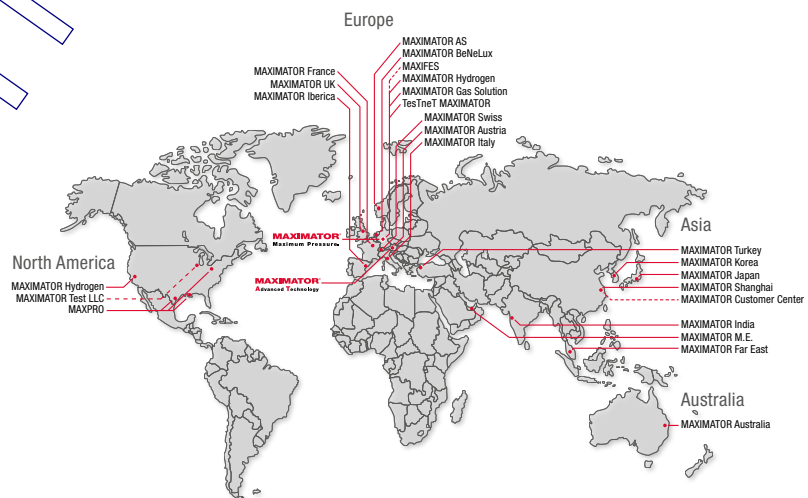 Europe
MAXIMATOR AS
MAXIMATOR BeNeLux
MAXIFES
MAXIMATOR Hydrogen
MAXIMATOR Gas Solution
TesTneT MAXIMATOR
MAXIMATOR Swiss
MAXIMATOR Austria
MAXIMATOR Italy
MAXIMATOR France
MAXIMATOR UK
MAXIMATOR Iberica
MAXIMATOR®
Maximum Pressure.
MAXIMATOR®
Advanced Technology
North America
MAXIMATOR Hydrogen
MAXIMATOR Test LLC
MAXPRO
Asia
MAXIMATOR Turkey
MAXIMATOR Korea
MAXIMATOR Japan
MAXIMATOR Shanghai
MAXIMATOR Customer Center
MAXIMATOR India
MAXIMATOR M.E.
MAXIMATOR Far East
Australia
MAXIMATOR Australia